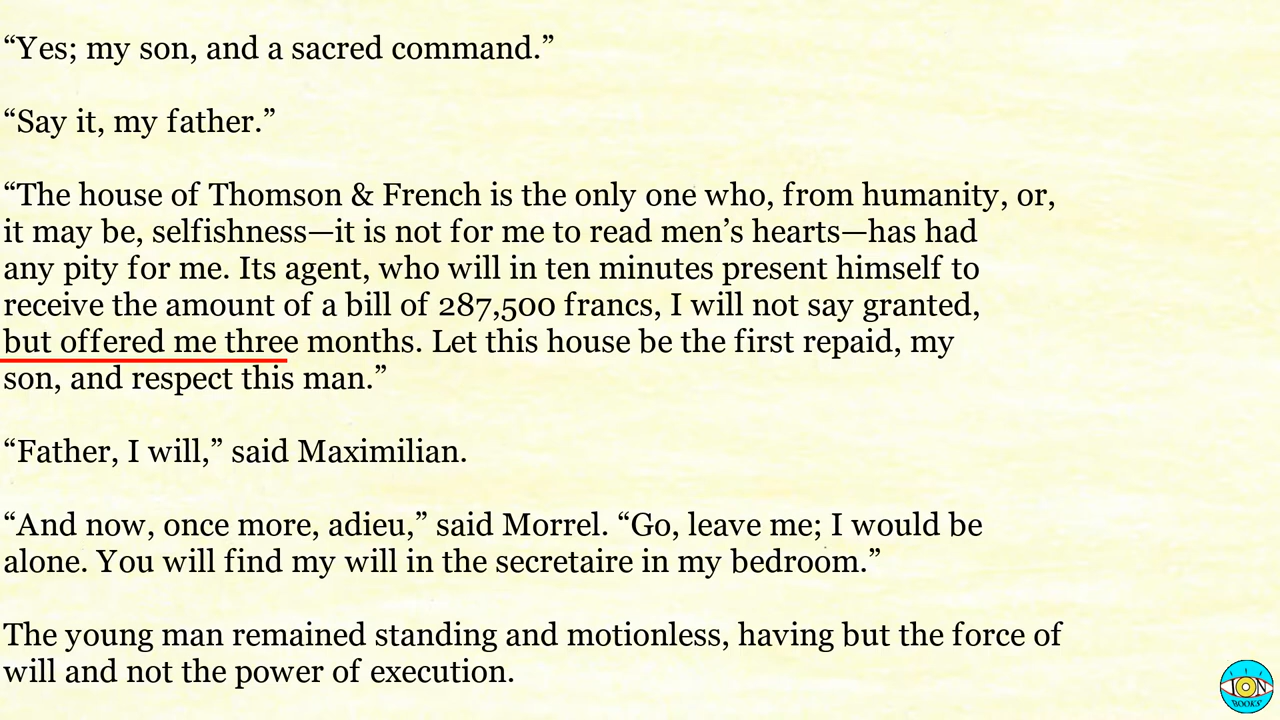 “Yes; my son, and a sacred command.”
“Say it, my father.”
“The house of Thomson & French is the only one who, from humanity, or,
it may be, selfishness—it is not for me to read men’s hearts—has had
any pity for me. Its agent, who will in ten minutes present himself to
receive the amount of a bill of 287,500 francs, I will not say granted,
but offered me three months. Let this house be the first repaid, my
son, and respect this man.”
“Father, I will,” said Maximilian.
“And now, once more, adieu,” said Morrel. “Go, leave me; I would be
alone. You will find my will in the secretaire in my bedroom.”
The young man remained standing and motionless, having but the force of
will and not the power of execution.
ION
BOOKS